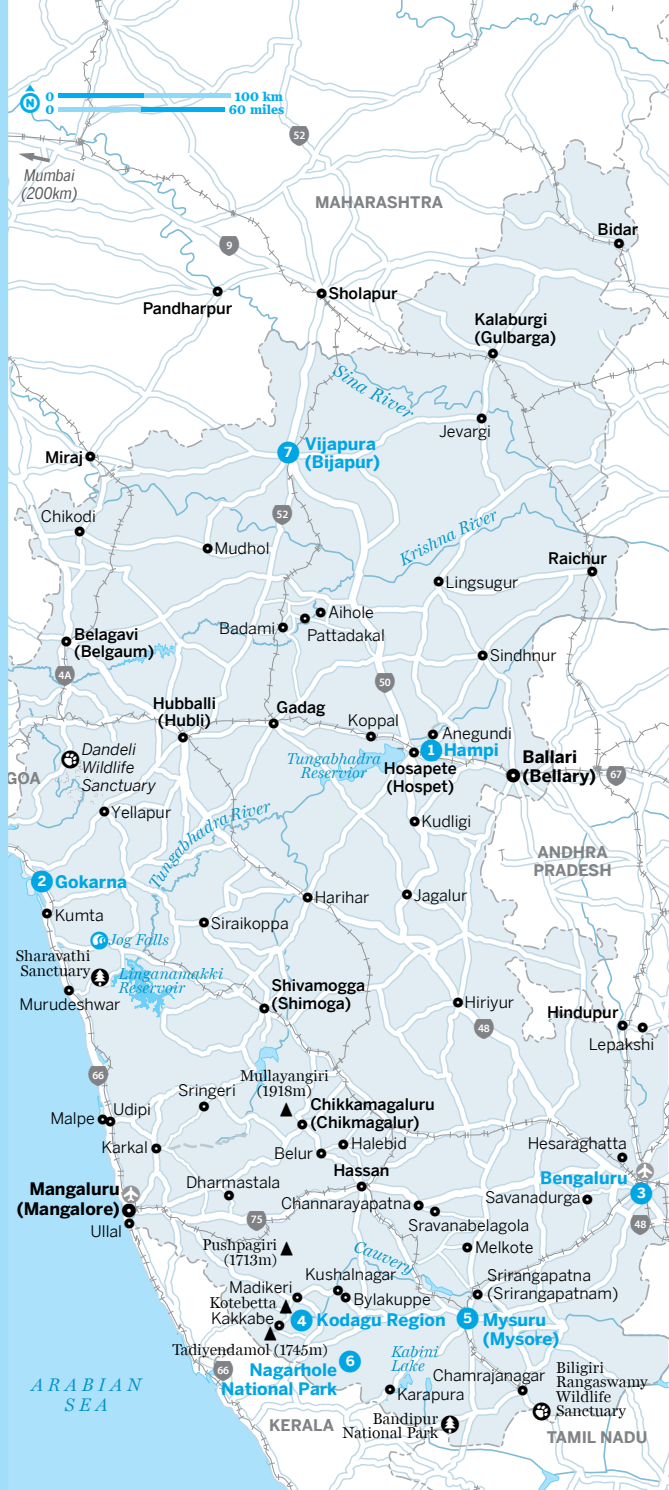 N
0
100 km
0
60 miles
52
Mumbai
(200km)
MAHARASHTRA
Bidar
9
Pandharpur
Sholapur
Kalaburgi
(Gulbarga)
Sina River
Jevargi
7
Vijapura
(Bijapur)
Miraj
Chikodi
52
Mudhol
Krishna River
Raichur
Lingsugur
Aihole
Badami
Pattadakal
Belagavi
(Belgaum)
Sindhnur
4A
50
Hubballi
(Hubli)
Gadag
Koppal
Anegundi
1
Hampi
Dandeli
Wildlife
Sanctuary
GOA
Tungabhadra
Reservior
Hosapete
(Hospet)
Ballari
(Bellary)
67
Yellapur
Tungabhadra River
Kudligi
ANDHRA
PRADESH
2
Gokarna
Harihar
Jagalur
Kumta
Siraikoppa
Jog Falls
Sharavathi
Sanctuary
Linganamakki
Reservoir
Murudeshwar
Shivamogga
(Shimoga)
Hiriyur
Hindupur
48
Lepakshi
66
Mullayangiri
(1918m)
Sringeri
Chikkamagaluru
(Chikmagalur)
Malpe
Udipi
Halebid
Hesaraghatta
Karkal
Belur
Hassan
Bengaluru
3
Mangaluru
(Mangalore)
Dharmastala
Channarayapatna
Savanadurga
Ullal
75
Sravanabelagola
48
Pushpagiri
(1713m)
Cauvery
Melkote
Kushalnagar
Srirangapatna
(Srirangapatnam)
Madikeri
Bylakuppe
Kotebetta
Kakkabe
4
Kodagu Region
5
Mysuru
(Mysore)
Tadiyendamol (1745m)
66
Nagarhole
National Park
6
Kabini
Lake
Chamrajanagar
Biligiri
Rangaswamy
Wildlife
Sanctuary
ARABIAN
SEA
Karapura
KERALA
Bandipur
National Park
TAMIL NADU